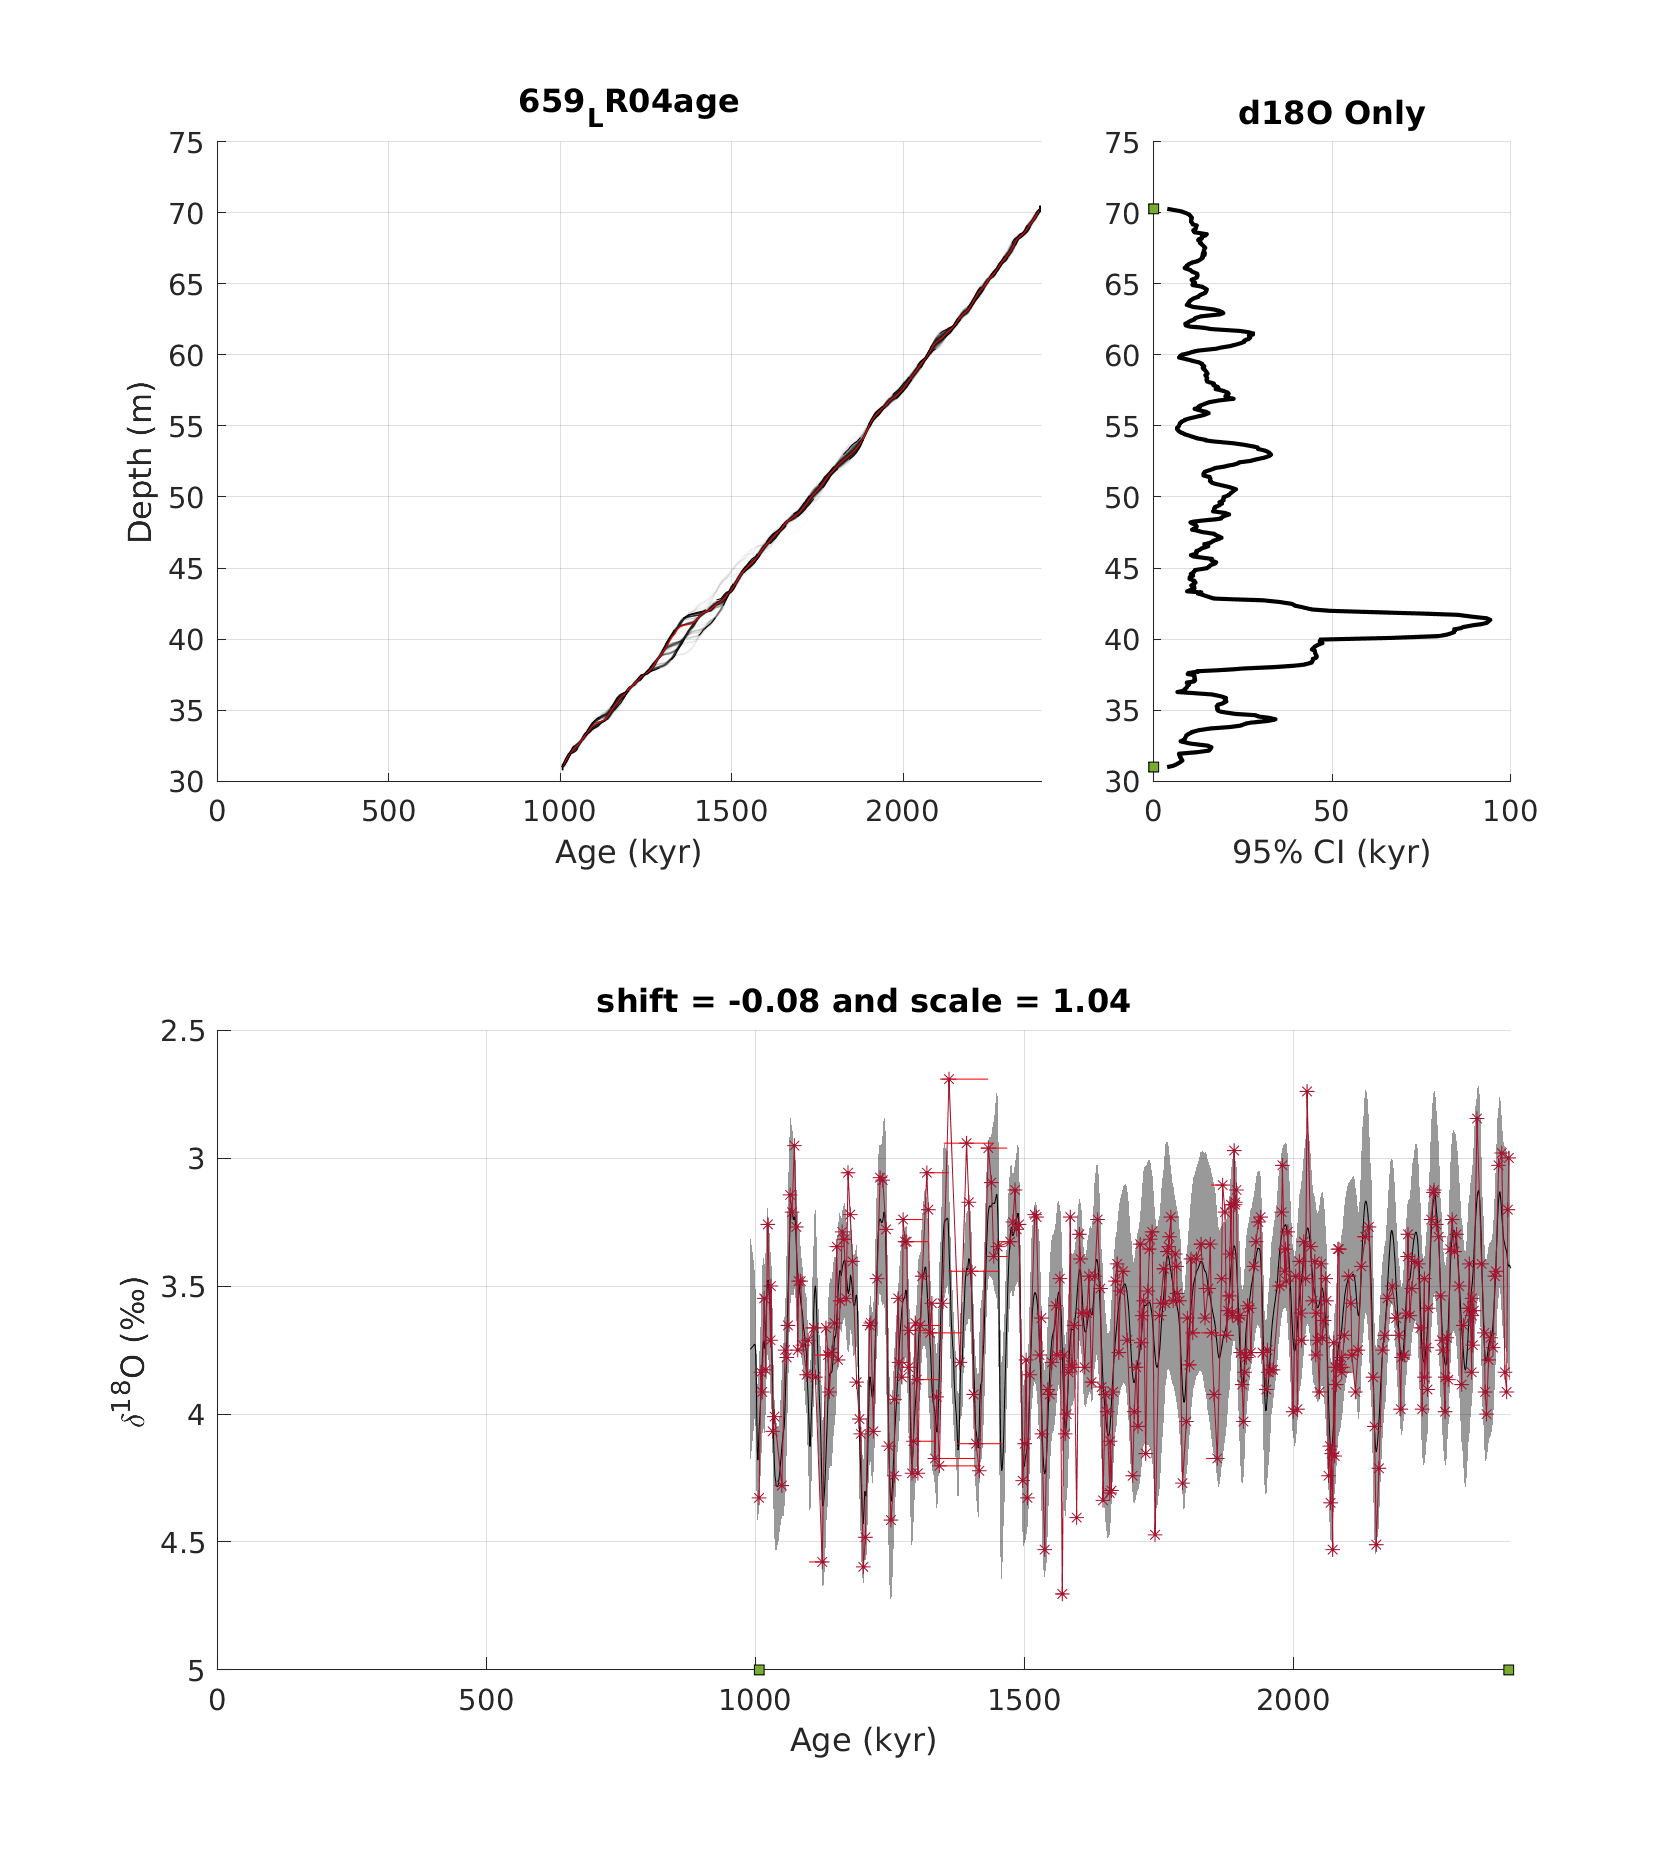 659_LR04age
d18O Only
75
70
65
60
55
50
45
40
35
30
Depth (m)
0 500 1000 1500 2000
Age (kyr)
75
70
65
60
55
50
45
40
35
30
0 50 100
95% CI (kyr)
shift = -0.08 and scale = 1.04
2.5
3
3.5
4
4.5
5
δ18O (‰)
0 500 1000 1500 2000
Age (kyr)